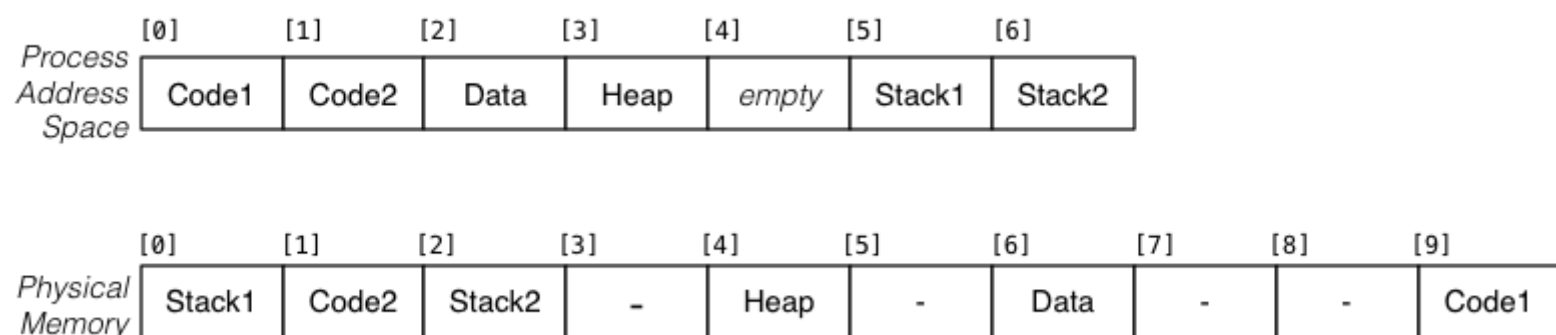 [0] [1] [2] [3] [4] [5] [6]
Process
Address
Space
Code1 Code2 Data Heap empty Stack1 Stack2
[0] [1] [2] [3] [4] [5] [6] [7] [8] [9]
Physical
Memory
Stack1 Code2 Stack2 - Heap - Data - - Code1